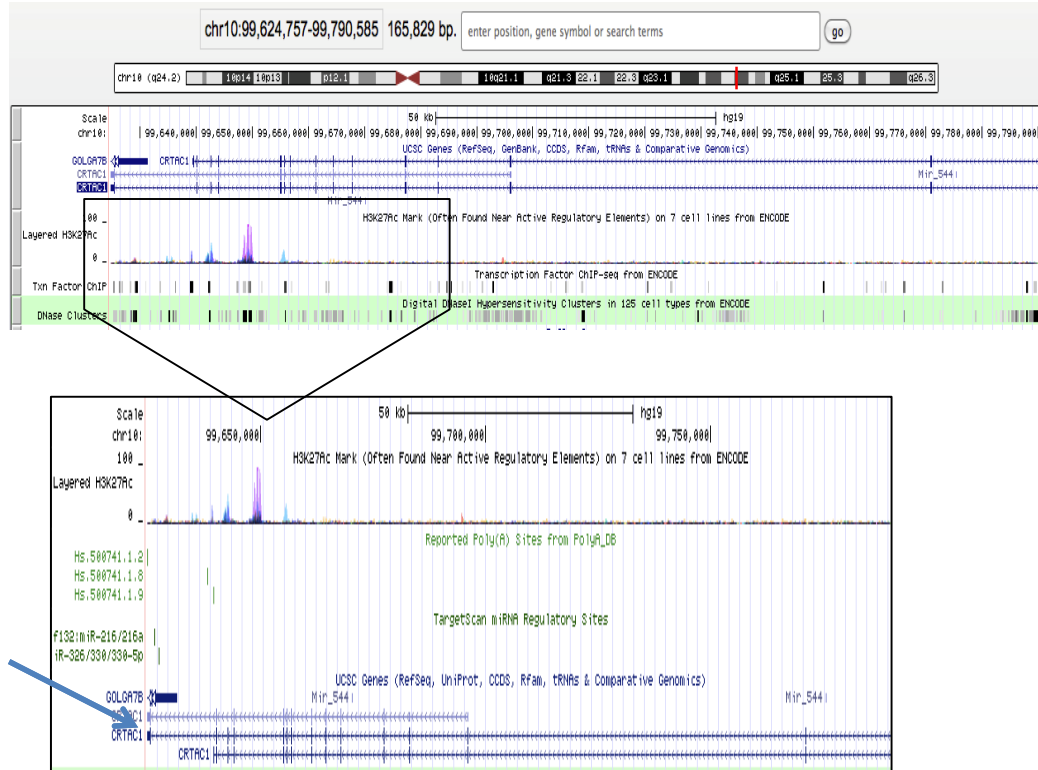 chr10:99,624,757-99,790,585 165,829 bp. enter position, gene symbol or search terms go
chr10 (q24.2) 10p14 10p13 p12.1 10q21.1 q21.3 22.1 22.3 q23.1 q25.1 25.3 q26.3
Scale 50 kb hg19
chr10: 99,640,000 99,650,000 99,660,000 99,670,000 99,680,000 99,690,000 99,700,000 99,710,000 99,720,000 99,730,000 99,740,000 99,750,000 99,760,000 99,770,000 99,780,000 99,790,000
UCSC Genes (RefSeq, GenBank, CCDS, Rfam, tRNAs & Comparative Genomics)
GOLGA7B CRTAC1
CRTAC1 Mir_544
CRTAC1
Mir_544
100 H3K27Ac Mark (Often Found Near Active Regulatory Elements) on 7 cell lines from ENCODE
Layered H3K27Ac
0
Transcription Factor ChIP-seq from ENCODE
Txn Factor ChIP
Digital DNaseI Hypersensitivity Clusters in 125 cell types from ENCODE
DNase Clusters
Scale 50 kb hg19
chr10: 99,650,000 99,700,000 99,750,000
100 H3K27Ac Mark (Often Found Near Active Regulatory Elements) on 7 cell lines from ENCODE
Layered H3K27Ac
0
Reported Poly(A) Sites from PolyA_DB
Hs.500741.1.2
Hs.500741.1.8
Hs.500741.1.9
TargetScan miRNA Regulatory Sites
f132:miR-216/216a
iR-326/330/330-5p
UCSC Genes (RefSeq, UniProt, CCDS, Rfam, tRNAs & Comparative Genomics)
GOLGA7B Mir_544 Mir_544
CRTAC1
CRTAC1